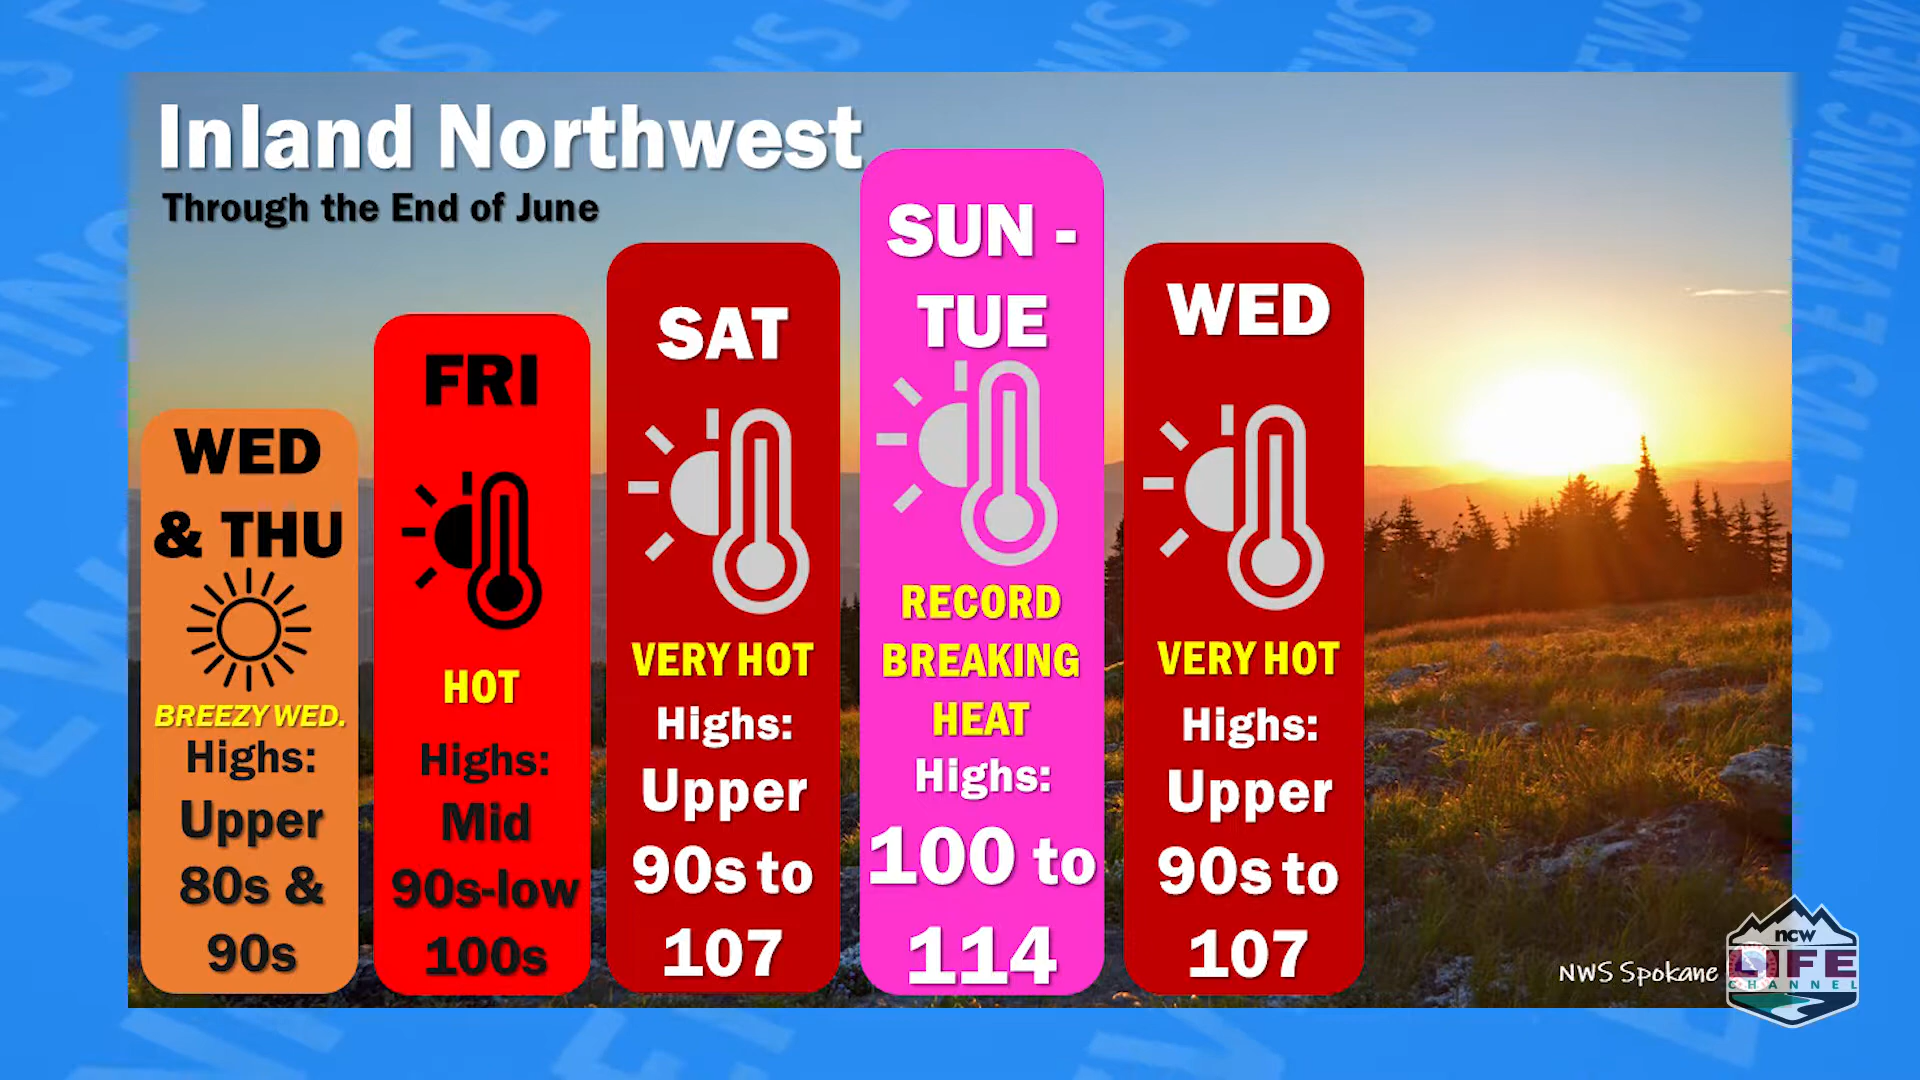 Inland Northwest
Through the End of June
WED
& THU
BREEZY WED.
Highs:
Upper
80s &
90s
FRI
HOT
Highs:
Mid
90s-low
100s
SAT
VERY HOT
Highs:
Upper
90s to
107
SUN -
TUE
RECORD
BREAKING
HEAT
Highs:
100 to
114
WED
VERY HOT
Highs:
Upper
90s to
107
NWS Spokane
ncw
LIFE
CHANNEL
EVENING NEWS